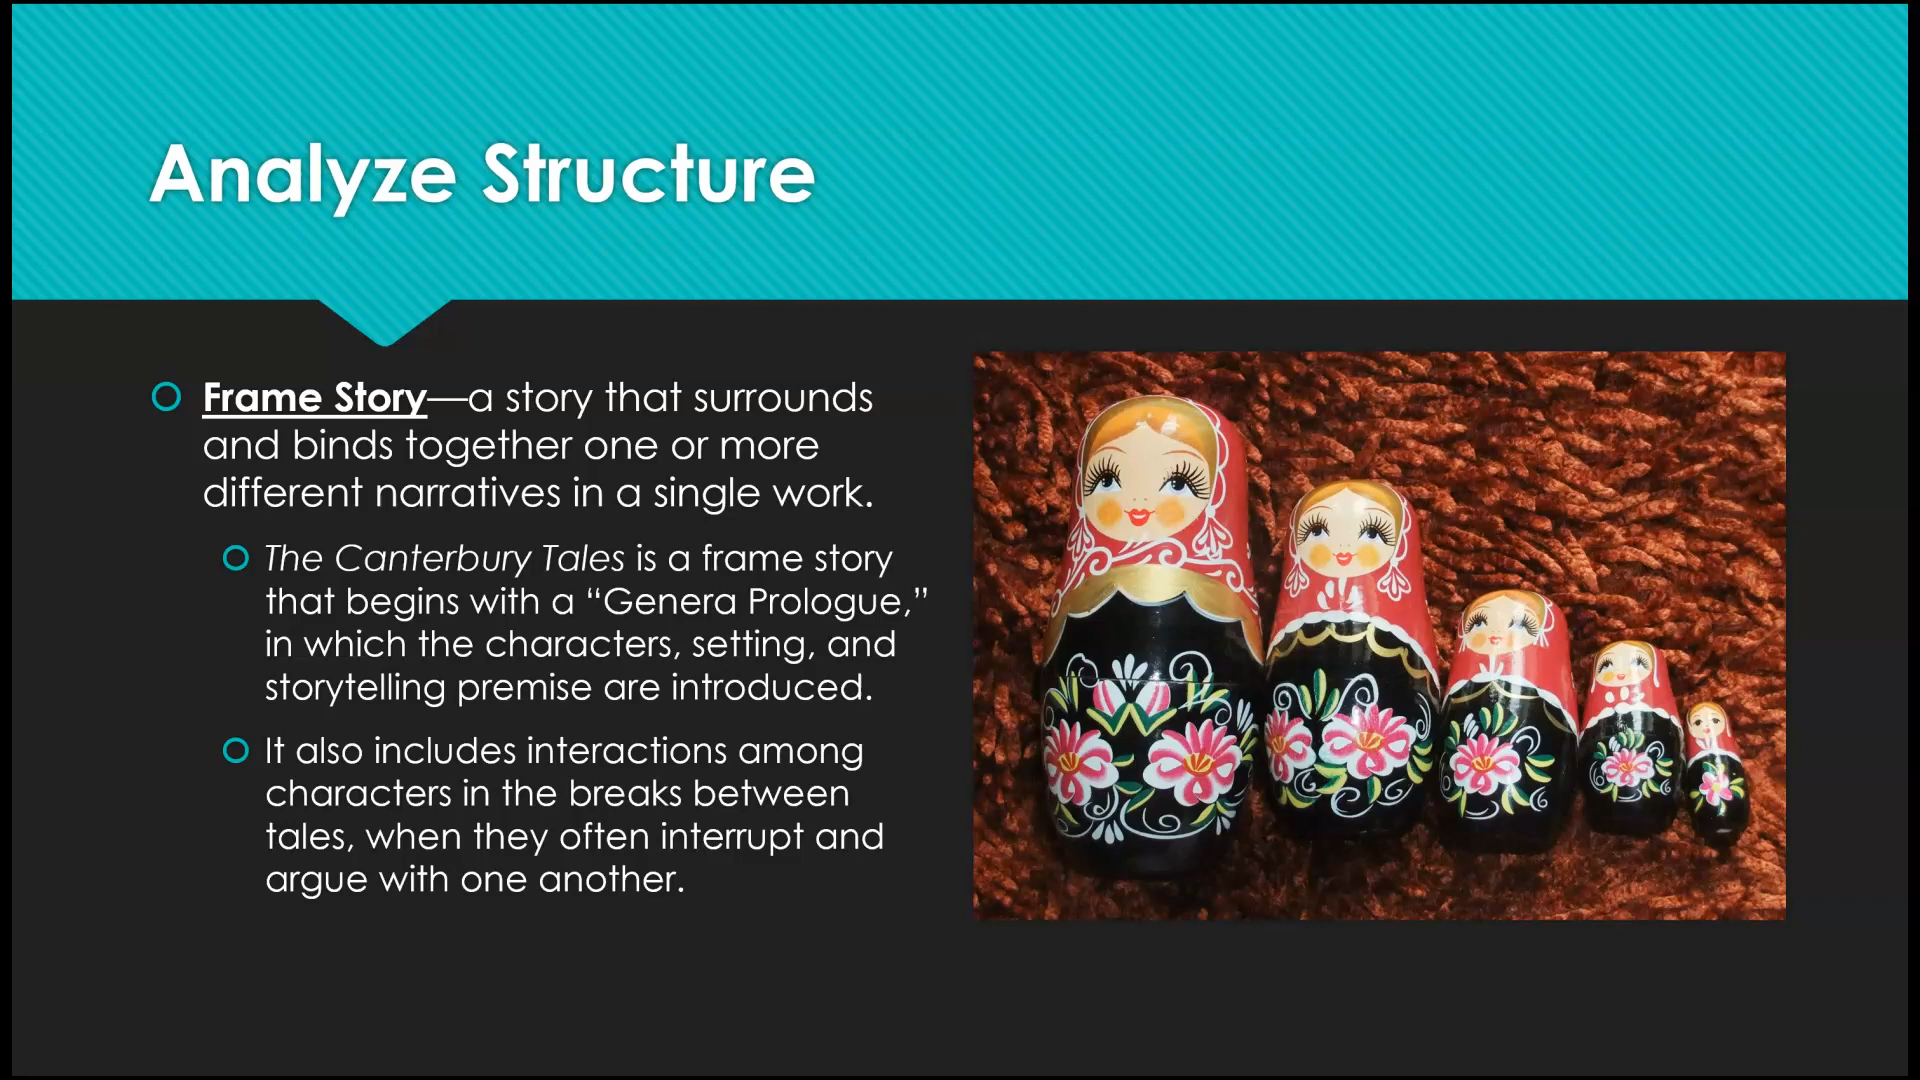 Analyze Structure
Frame Story—a story that surrounds
and binds together one or more
different narratives in a single work.
The Canterbury Tales is a frame story
that begins with a “Genera Prologue,”
in which the characters, setting, and
storytelling premise are introduced.
It also includes interactions among
characters in the breaks between
tales, when they often interrupt and
argue with one another.